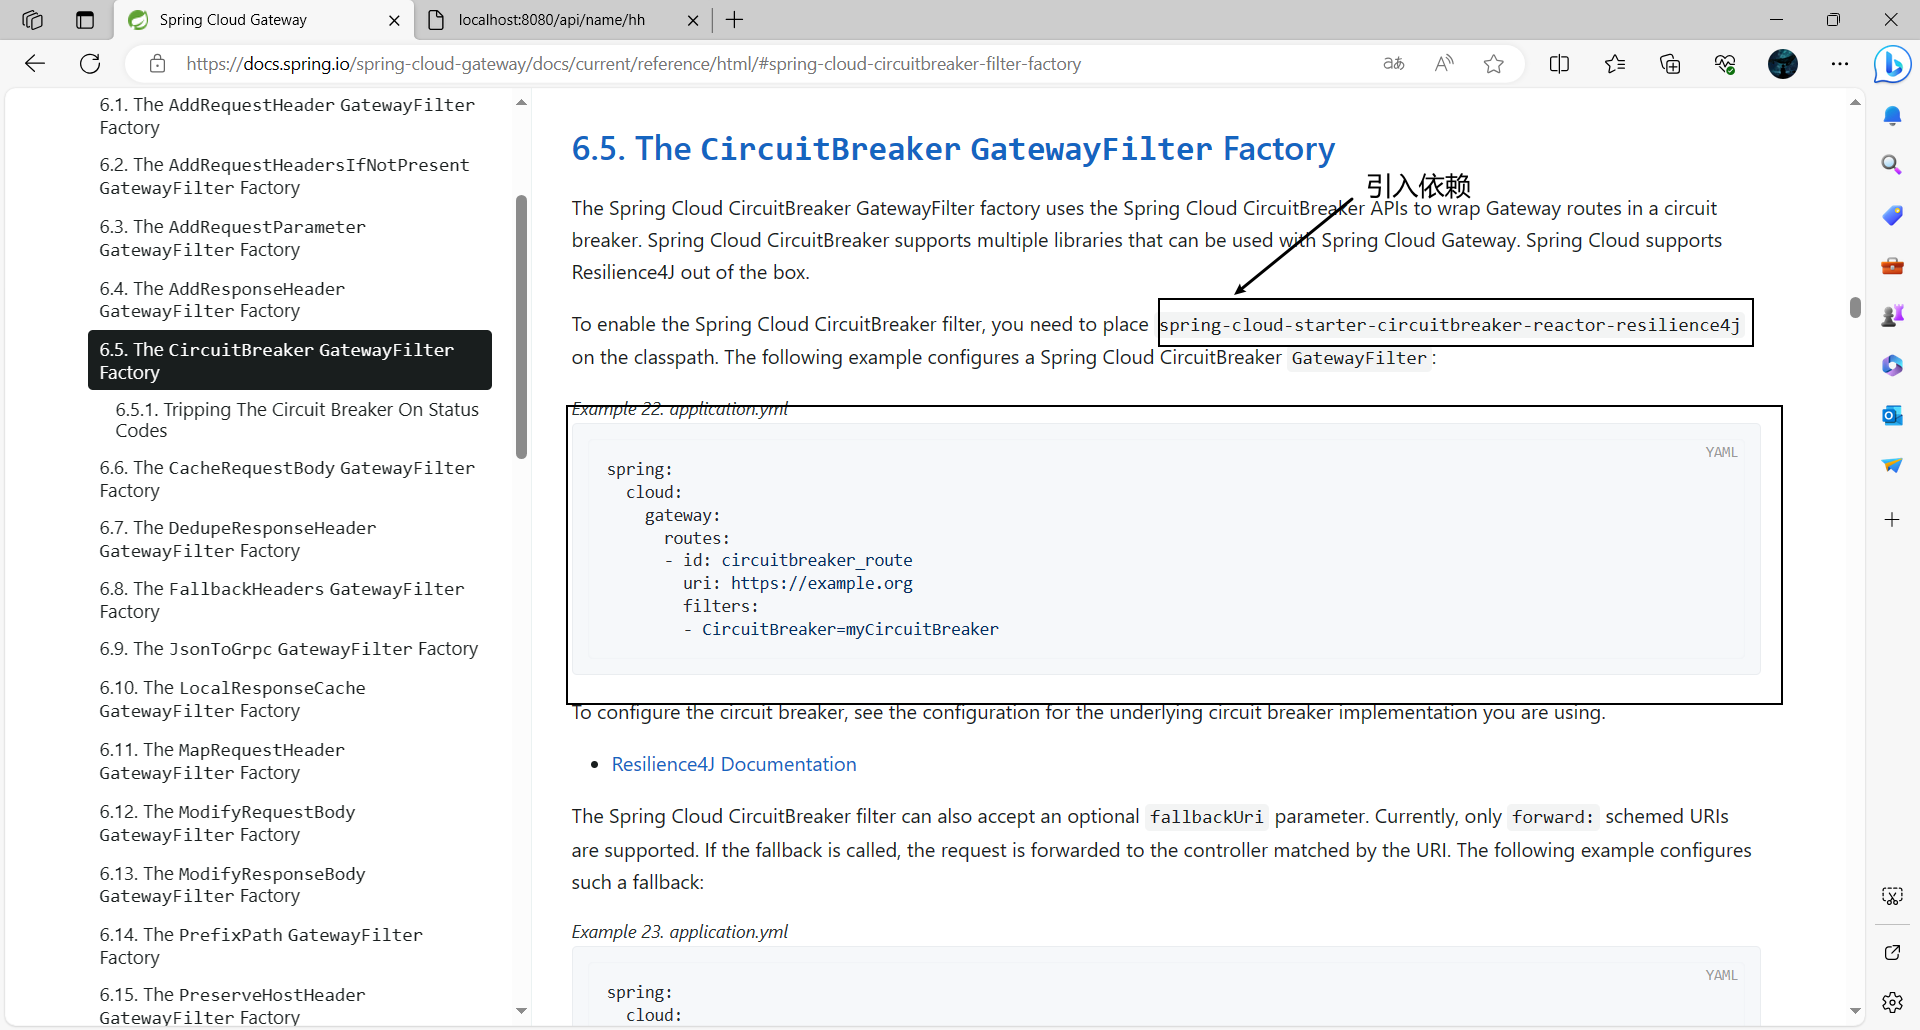 Spring Cloud Gateway
localhost:8080/api/name/hh
https://docs.spring.io/spring-cloud-gateway/docs/current/reference/html/#spring-cloud-circuitbreaker-filter-factory
6.1. The AddRequestHeader GatewayFilter
Factory
6.2. The AddRequestHeadersIfNotPresent
GatewayFilter Factory
6.3. The AddRequestParameter
GatewayFilter Factory
6.4. The AddResponseHeader
GatewayFilter Factory
6.5. The CircuitBreaker GatewayFilter
Factory
6.5.1. Tripping The Circuit Breaker On Status
Codes
6.6. The CacheRequestBody GatewayFilter
Factory
6.7. The DedupeResponseHeader
GatewayFilter Factory
6.8. The FallbackHeaders GatewayFilter
Factory
6.9. The JsonToGrpc GatewayFilter Factory
6.10. The LocalResponseCache
GatewayFilter Factory
6.11. The MapRequestHeader
GatewayFilter Factory
6.12. The ModifyRequestBody
GatewayFilter Factory
6.13. The ModifyResponseBody
GatewayFilter Factory
6.14. The PrefixPath GatewayFilter
Factory
6.15. The PreserveHostHeader
GatewayFilter Factory
6.5. The CircuitBreaker GatewayFilter Factory
引入依赖
The Spring Cloud CircuitBreaker GatewayFilter factory uses the Spring Cloud CircuitBreaker APIs to wrap Gateway routes in a circuit
breaker. Spring Cloud CircuitBreaker supports multiple libraries that can be used with Spring Cloud Gateway. Spring Cloud supports
Resilience4J out of the box.
To enable the Spring Cloud CircuitBreaker filter, you need to place spring-cloud-starter-circuitbreaker-reactor-resilience4j
on the classpath. The following example configures a Spring Cloud CircuitBreaker GatewayFilter:
Example 22. application.yml
YAML
spring:
cloud:
gateway:
routes:
- id: circuitbreaker_route
uri: https://example.org
filters:
- CircuitBreaker=myCircuitBreaker
To configure the circuit breaker, see the configuration for the underlying circuit breaker implementation you are using.
Resilience4J Documentation
The Spring Cloud CircuitBreaker filter can also accept an optional fallbackUri parameter. Currently, only forward: schemed URIs
are supported. If the fallback is called, the request is forwarded to the controller matched by the URI. The following example configures
such a fallback:
Example 23. application.yml
YAML
spring:
cloud: